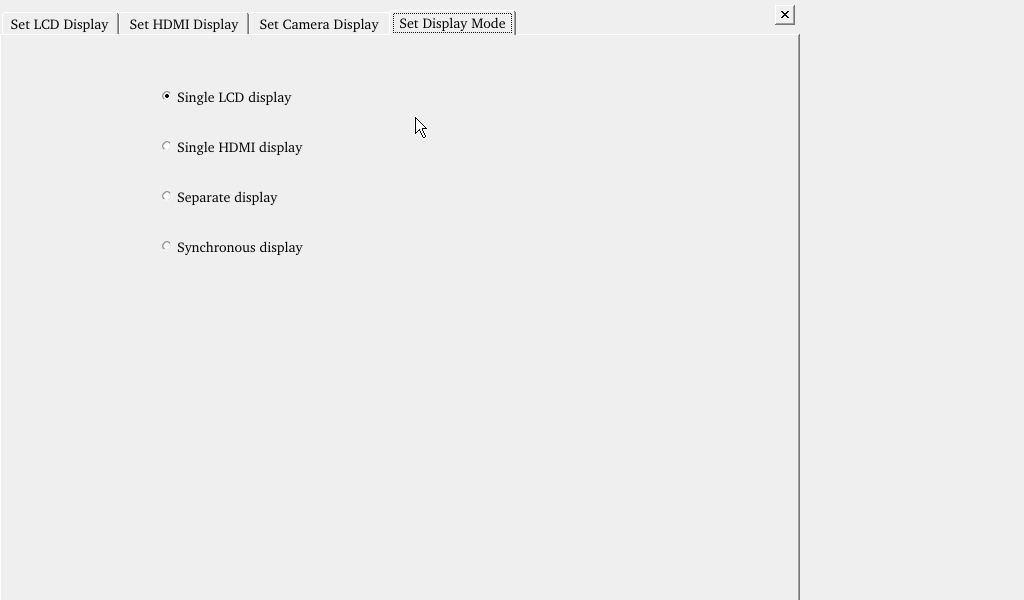 Set LCD Display Set HDMI Display Set Camera Display Set Display Mode
Single LCD display
Single HDMI display
Separate display
Synchronous display